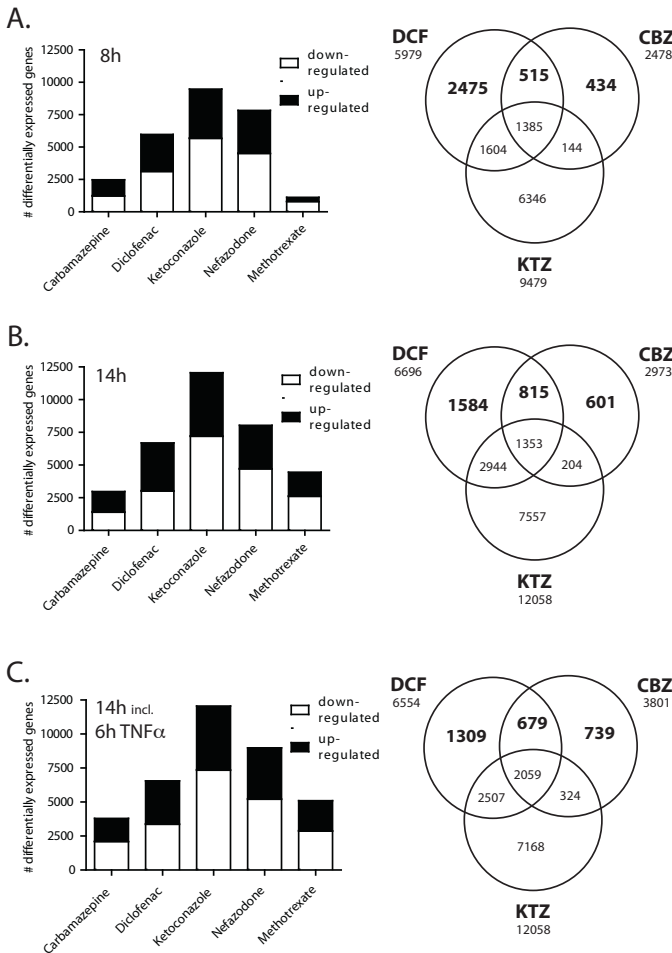 A.
8h
down-
regulated
up-
regulated
# differentially expressed genes
12500
10000
7500
5000
2500
0
Carbamazepine
Diclofenac
Ketoconazole
Nefazodone
Methotrexate
DCF
5979
CBZ
2478
2475
515
434
1385
1604
144
6346
KTZ
9479
B.
14h
down-
regulated
up-
regulated
# differentially expressed genes
12500
10000
7500
5000
2500
0
Carbamazepine
Diclofenac
Ketoconazole
Nefazodone
Methotrexate
DCF
6696
CBZ
2973
1584
815
601
1353
2944
204
7557
KTZ
12058
C.
14h incl.
6h TNFα
down-
regulated
up-
regulated
# differentially expressed genes
12500
10000
7500
5000
2500
0
Carbamazepine
Diclofenac
Ketoconazole
Nefazodone
Methotrexate
DCF
6554
CBZ
3801
1309
679
739
2059
2507
324
7168
KTZ
12058